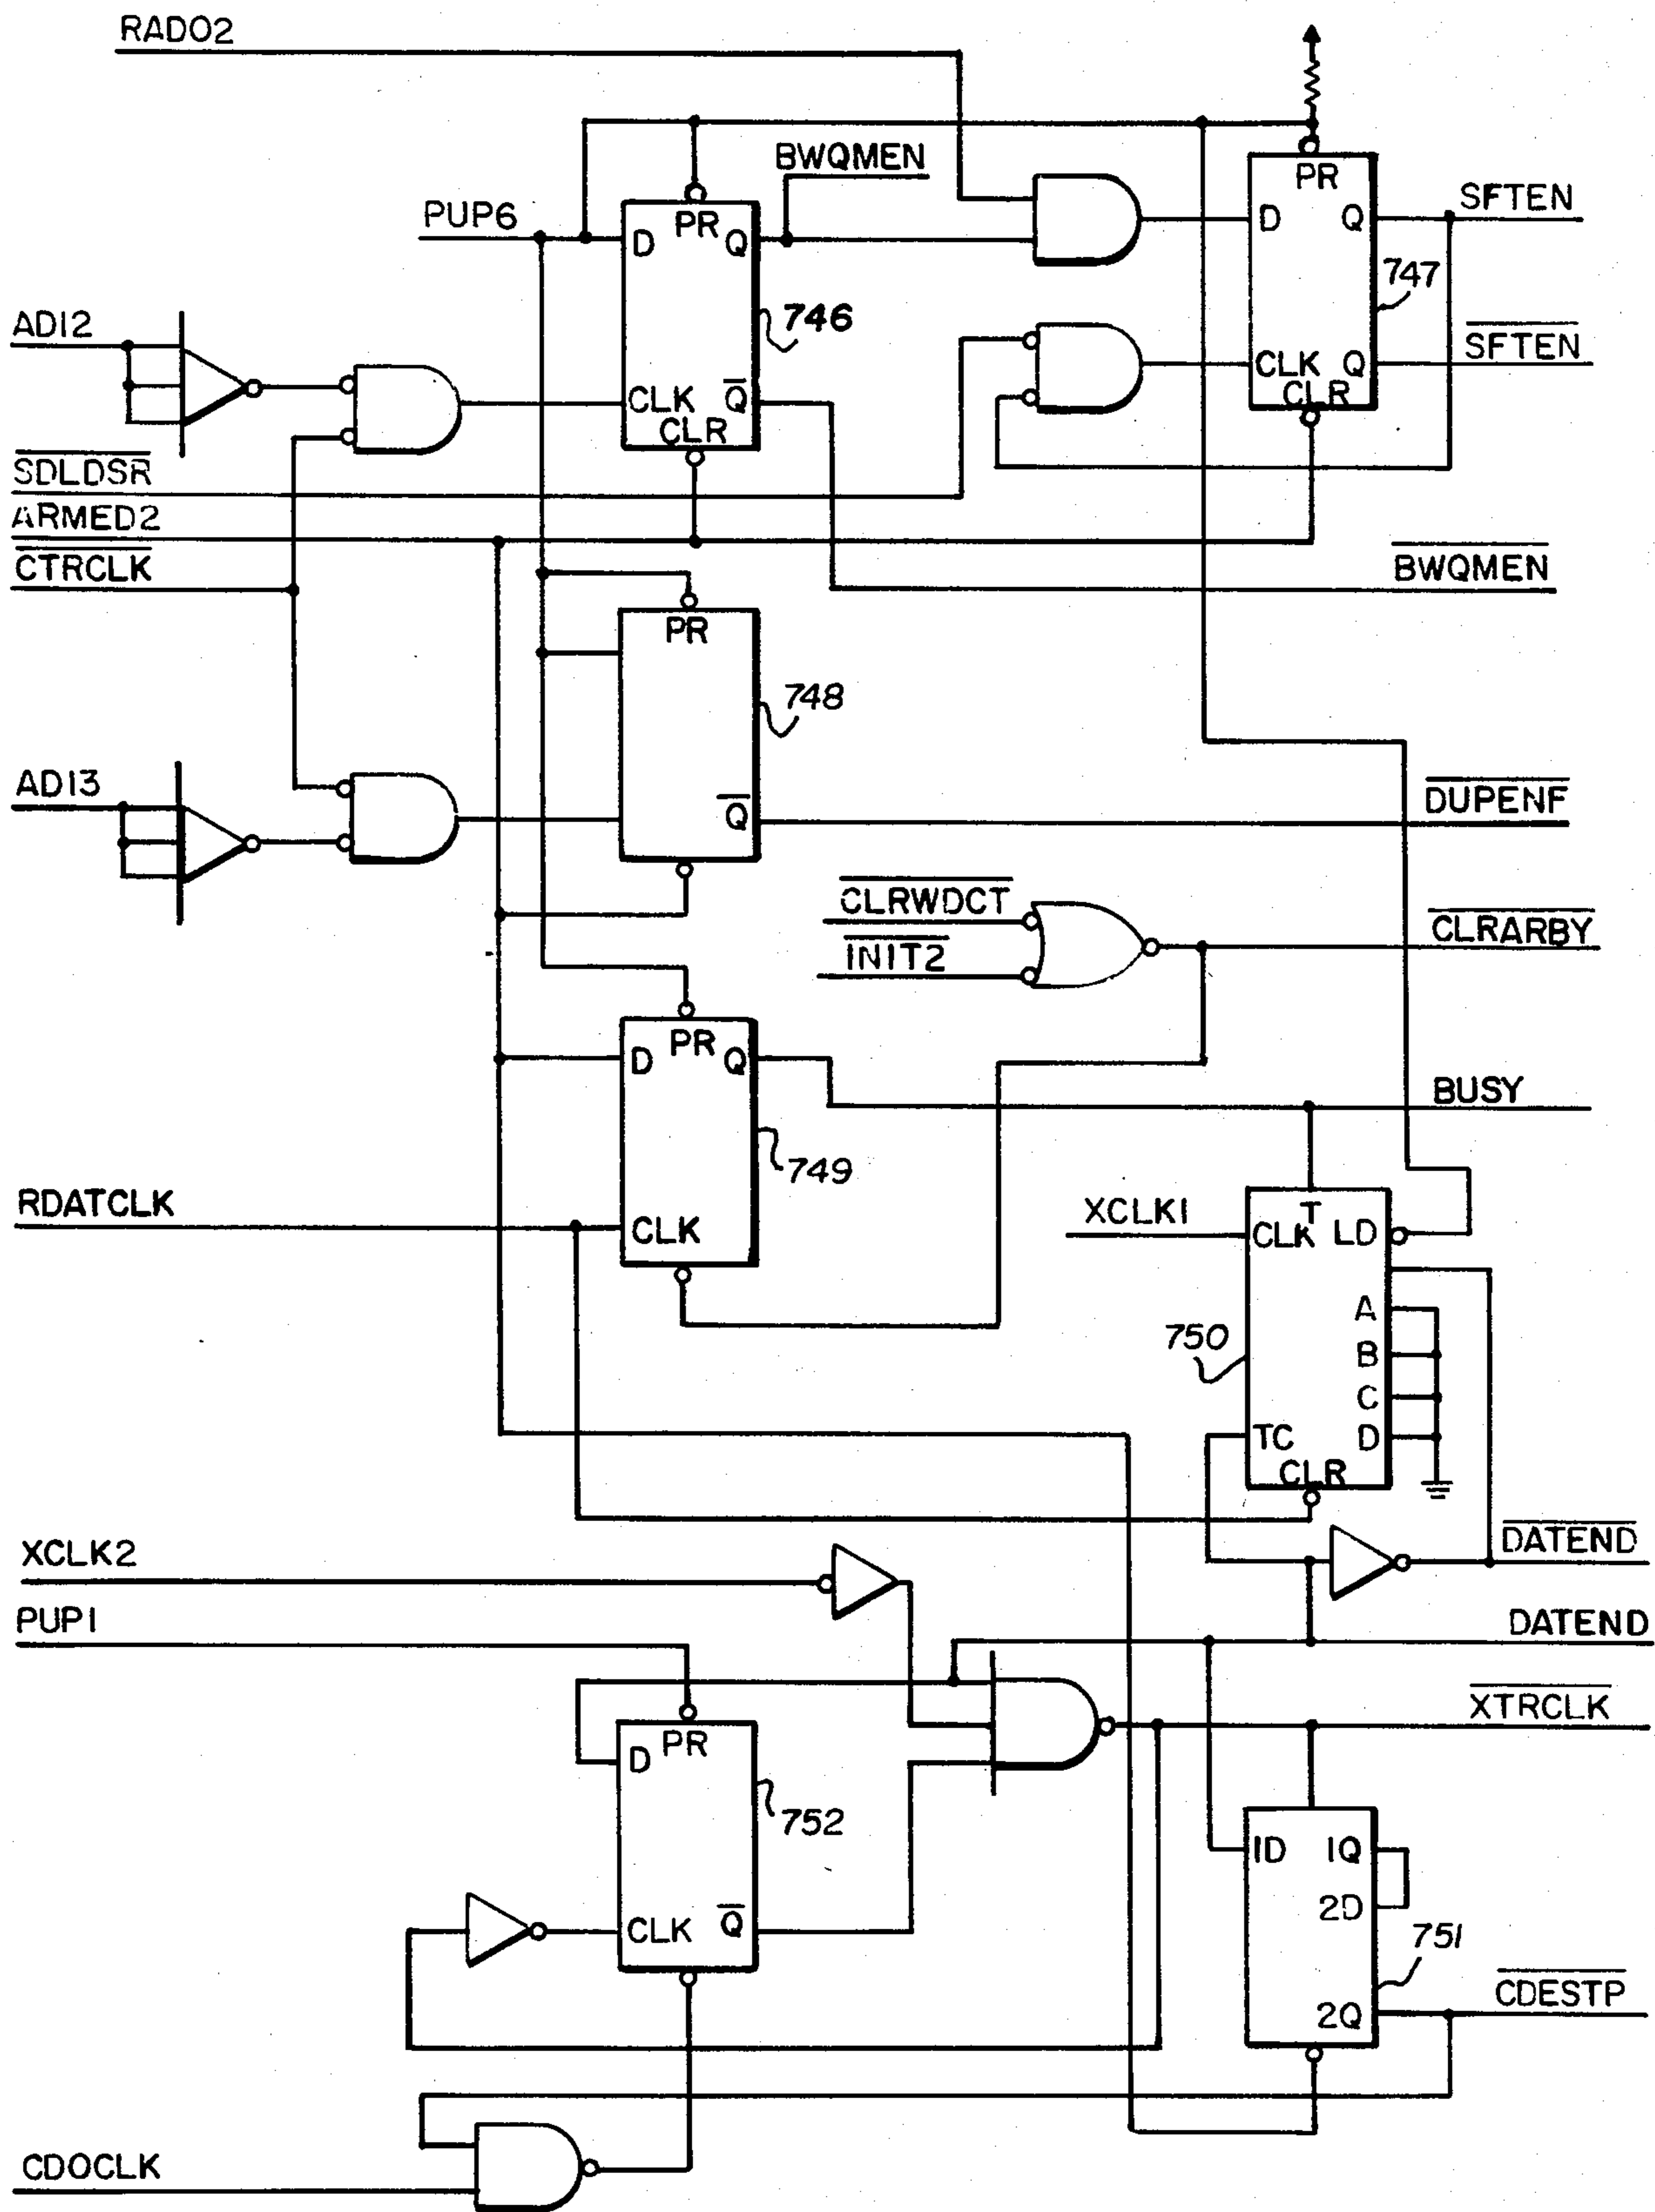 RADO2
BWQMEN
PR
SFTEN
PUP6
D
PR
Q
D
Q
747
746
AD12
SFTEN
CLK
Q
CLR
CLK
Q̅
CLR
SDLDSR
ARMED2
CTRCLK
BWQMEN
PR
748
AD13
Q̅
DUPENF
CLRWDCT
CLRARBY
INIT2
D
PR
Q
BUSY
749
RDATCLK
CLK
XCLK1
T
CLK
LD
A
750
B
C
TC
D
CLR
XCLK2
DATEND
PUP1
DATEND
XTRCLK
D
PR
752
1D
1Q
2D
CLK
Q̅
751
2Q
CDESTP
CDOCLK